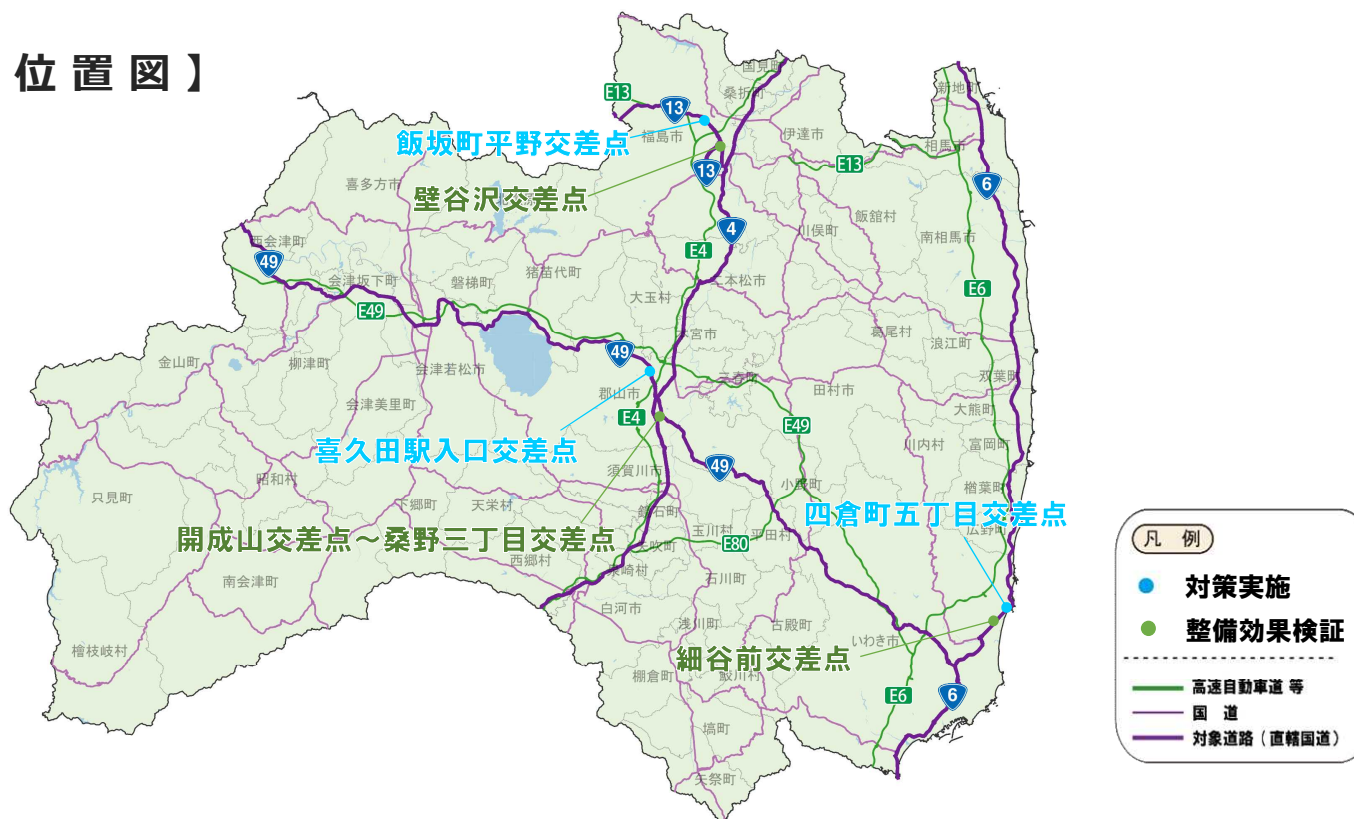 位置図】
国見町
桑折町
新地町
E13
13
飯坂町平野交差点
福島市
伊達市
相馬市
13
E13
6
喜多方市
壁谷沢交差点
飯舘村
川俣町
4
南相馬市
西会津町
49
E4
会津坂下町
磐梯町
猪苗代町
二本松市
大玉村
E6
E49
本宮市
葛尾村
浪江町
金山町
柳津町
会津若松市
49
三春町
双葉町
郡山市
田村市
会津美里町
大熊町
E4
E49
川内村
富岡町
喜久田駅入口交差点
須賀川市
49
昭和村
小野町
楢葉町
只見町
下郷町
天栄村
鏡石町
四倉町五丁目交差点
玉川村
平田村
広野町
開成山交差点~桑野三丁目交差点
矢吹町
E80
西郷村
泉崎村
石川町
南会津町
白河市
浅川町
古殿町
いわき市
檜枝岐村
細谷前交差点
棚倉町
鮫川村
E6
6
塙町
矢祭町
凡 例
対策実施
整備効果検証
高速自動車道 等
国 道
対象道路(直轄国道)